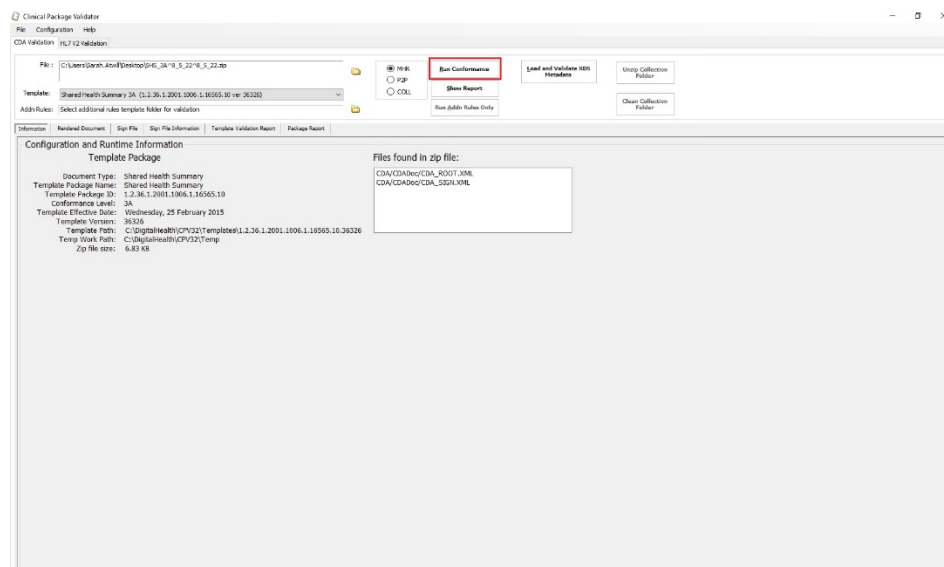 Clinical Package Validator
File Configuration Help
CDA Validation HL7 V2 Validation
File : C:\Users\Sarah.Atwill\Desktop\SHS_3A^8_5_22^8_5_22.zip
MHR
P2P
COLL
Run Conformance
Show Report
Run Addn Rules Only
Load and Validate XDS Metadata
Unzip Collection Folder
Clean Collection Folder
Template: Shared Health Summary 3A (1.2.36.1.2001.1006.1.16565.10 ver 36326)
Addn Rules: Select additional rules template folder for validation
Information Rendered Document Sign File Sign File Information Template Validation Report Package Report
Configuration and Runtime Information
Template Package
Document Type: Shared Health Summary
Template Package Name: Shared Health Summary
Template Package ID: 1.2.36.1.2001.1006.1.16565.10
Conformance Level: 3A
Template Effective Date: Wednesday, 25 February 2015
Template Version: 36326
Template Path: C:\DigitalHealth\CPV32\Templates\1.2.36.1.2001.1006.1.16565.10.36326
Temp Work Path: C:\DigitalHealth\CPV32\Temp
Zip file size: 6.83 KB
Files found in zip file:
CDA/CDADoc/CDA_ROOT.XML
CDA/CDADoc/CDA_SIGN.XML